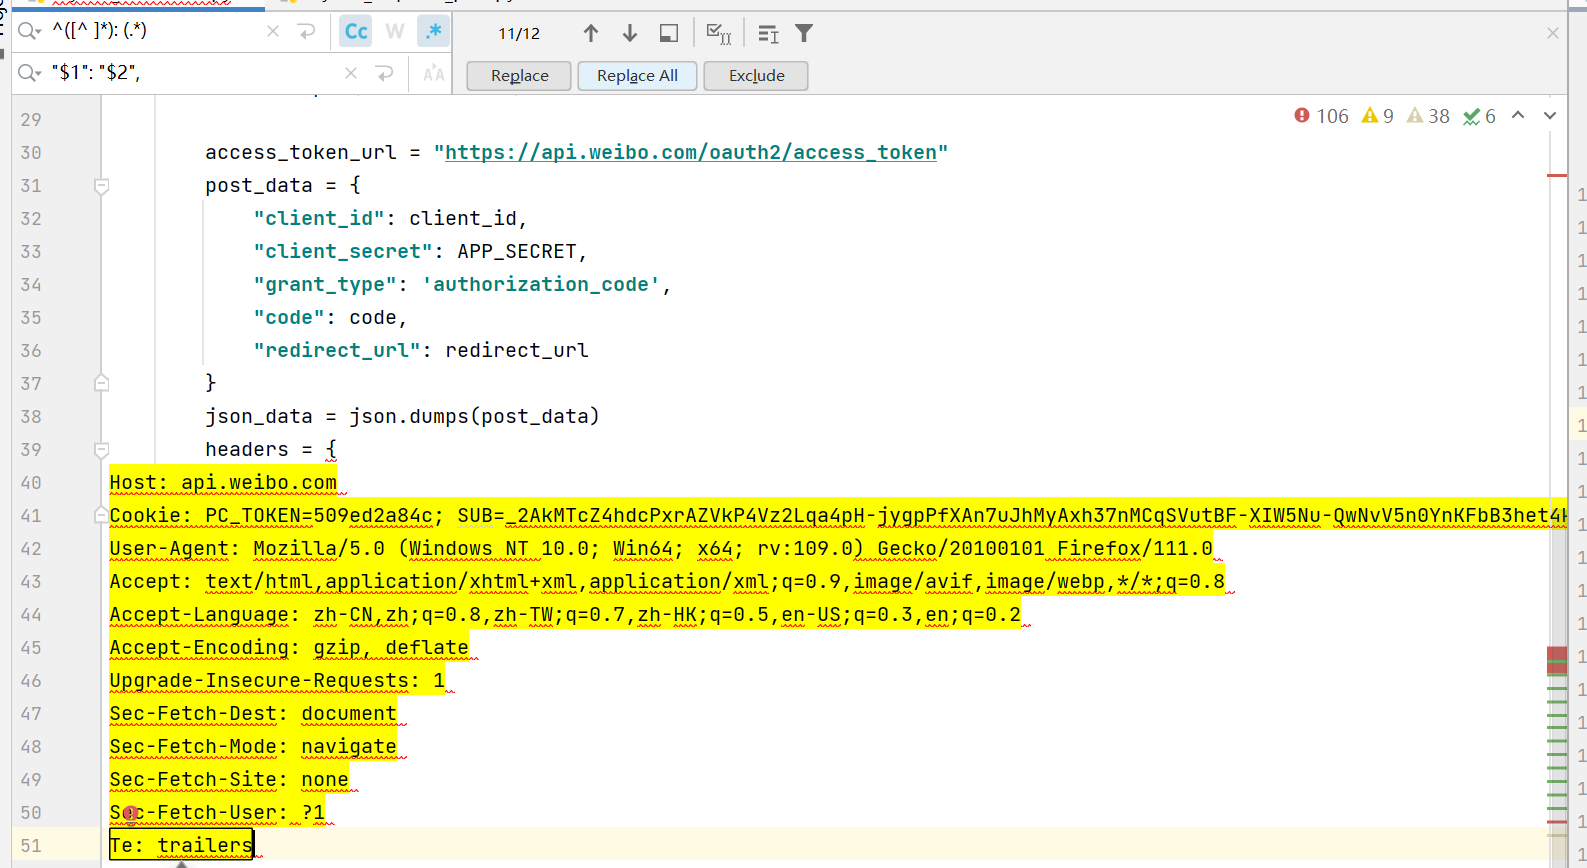 ^([^ ]*): (.*)
Cc W .*
11/12
"$1": "$2",
Replace Replace All Exclude
106 9 38 6
29
30 access_token_url = "https://api.weibo.com/oauth2/access_token"
31 post_data = {
32 "client_id": client_id,
33 "client_secret": APP_SECRET,
34 "grant_type": 'authorization_code',
35 "code": code,
36 "redirect_url": redirect_url
37 }
38 json_data = json.dumps(post_data)
39 headers = {
40 Host: api.weibo.com
41 Cookie: PC_TOKEN=509ed2a84c; SUB=_2AkMTcZ4hdcPxrAZVkP4Vz2Lqa4pH-jygpPfXAn7uJhMyAxh37nMCqSVutBF-XIW5Nu-QwNvV5n0YnKFbB3het4
42 User-Agent: Mozilla/5.0 (Windows NT 10.0; Win64; x64; rv:109.0) Gecko/20100101 Firefox/111.0
43 Accept: text/html,application/xhtml+xml,application/xml;q=0.9,image/avif,image/webp,*/*;q=0.8
44 Accept-Language: zh-CN,zh;q=0.8,zh-TW;q=0.7,zh-HK;q=0.5,en-US;q=0.3,en;q=0.2
45 Accept-Encoding: gzip, deflate
46 Upgrade-Insecure-Requests: 1
47 Sec-Fetch-Dest: document
48 Sec-Fetch-Mode: navigate
49 Sec-Fetch-Site: none
50 Sec-Fetch-User: ?1
51 Te: trailers